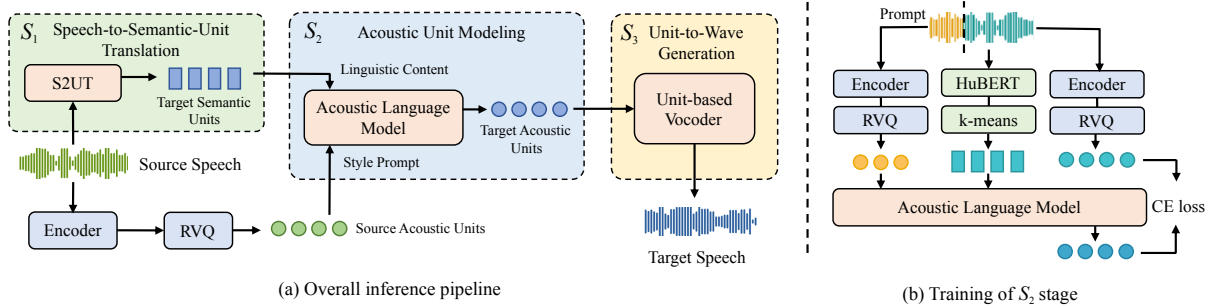 S1 Speech-to-Semantic-Unit
Translation
S2UT
Target Semantic
Units
Source Speech
Encoder
RVQ
Source Acoustic Units
S2 Acoustic Unit Modeling
Linguistic Content
Acoustic Language
Model
Style Prompt
Target Acoustic
Units
S3 Unit-to-Wave
Generation
Unit-based
Vocoder
Target Speech
(a) Overall inference pipeline
Prompt
Encoder
HuBERT
Encoder
RVQ
k-means
RVQ
Acoustic Language Model
CE loss
(b) Training of S2 stage